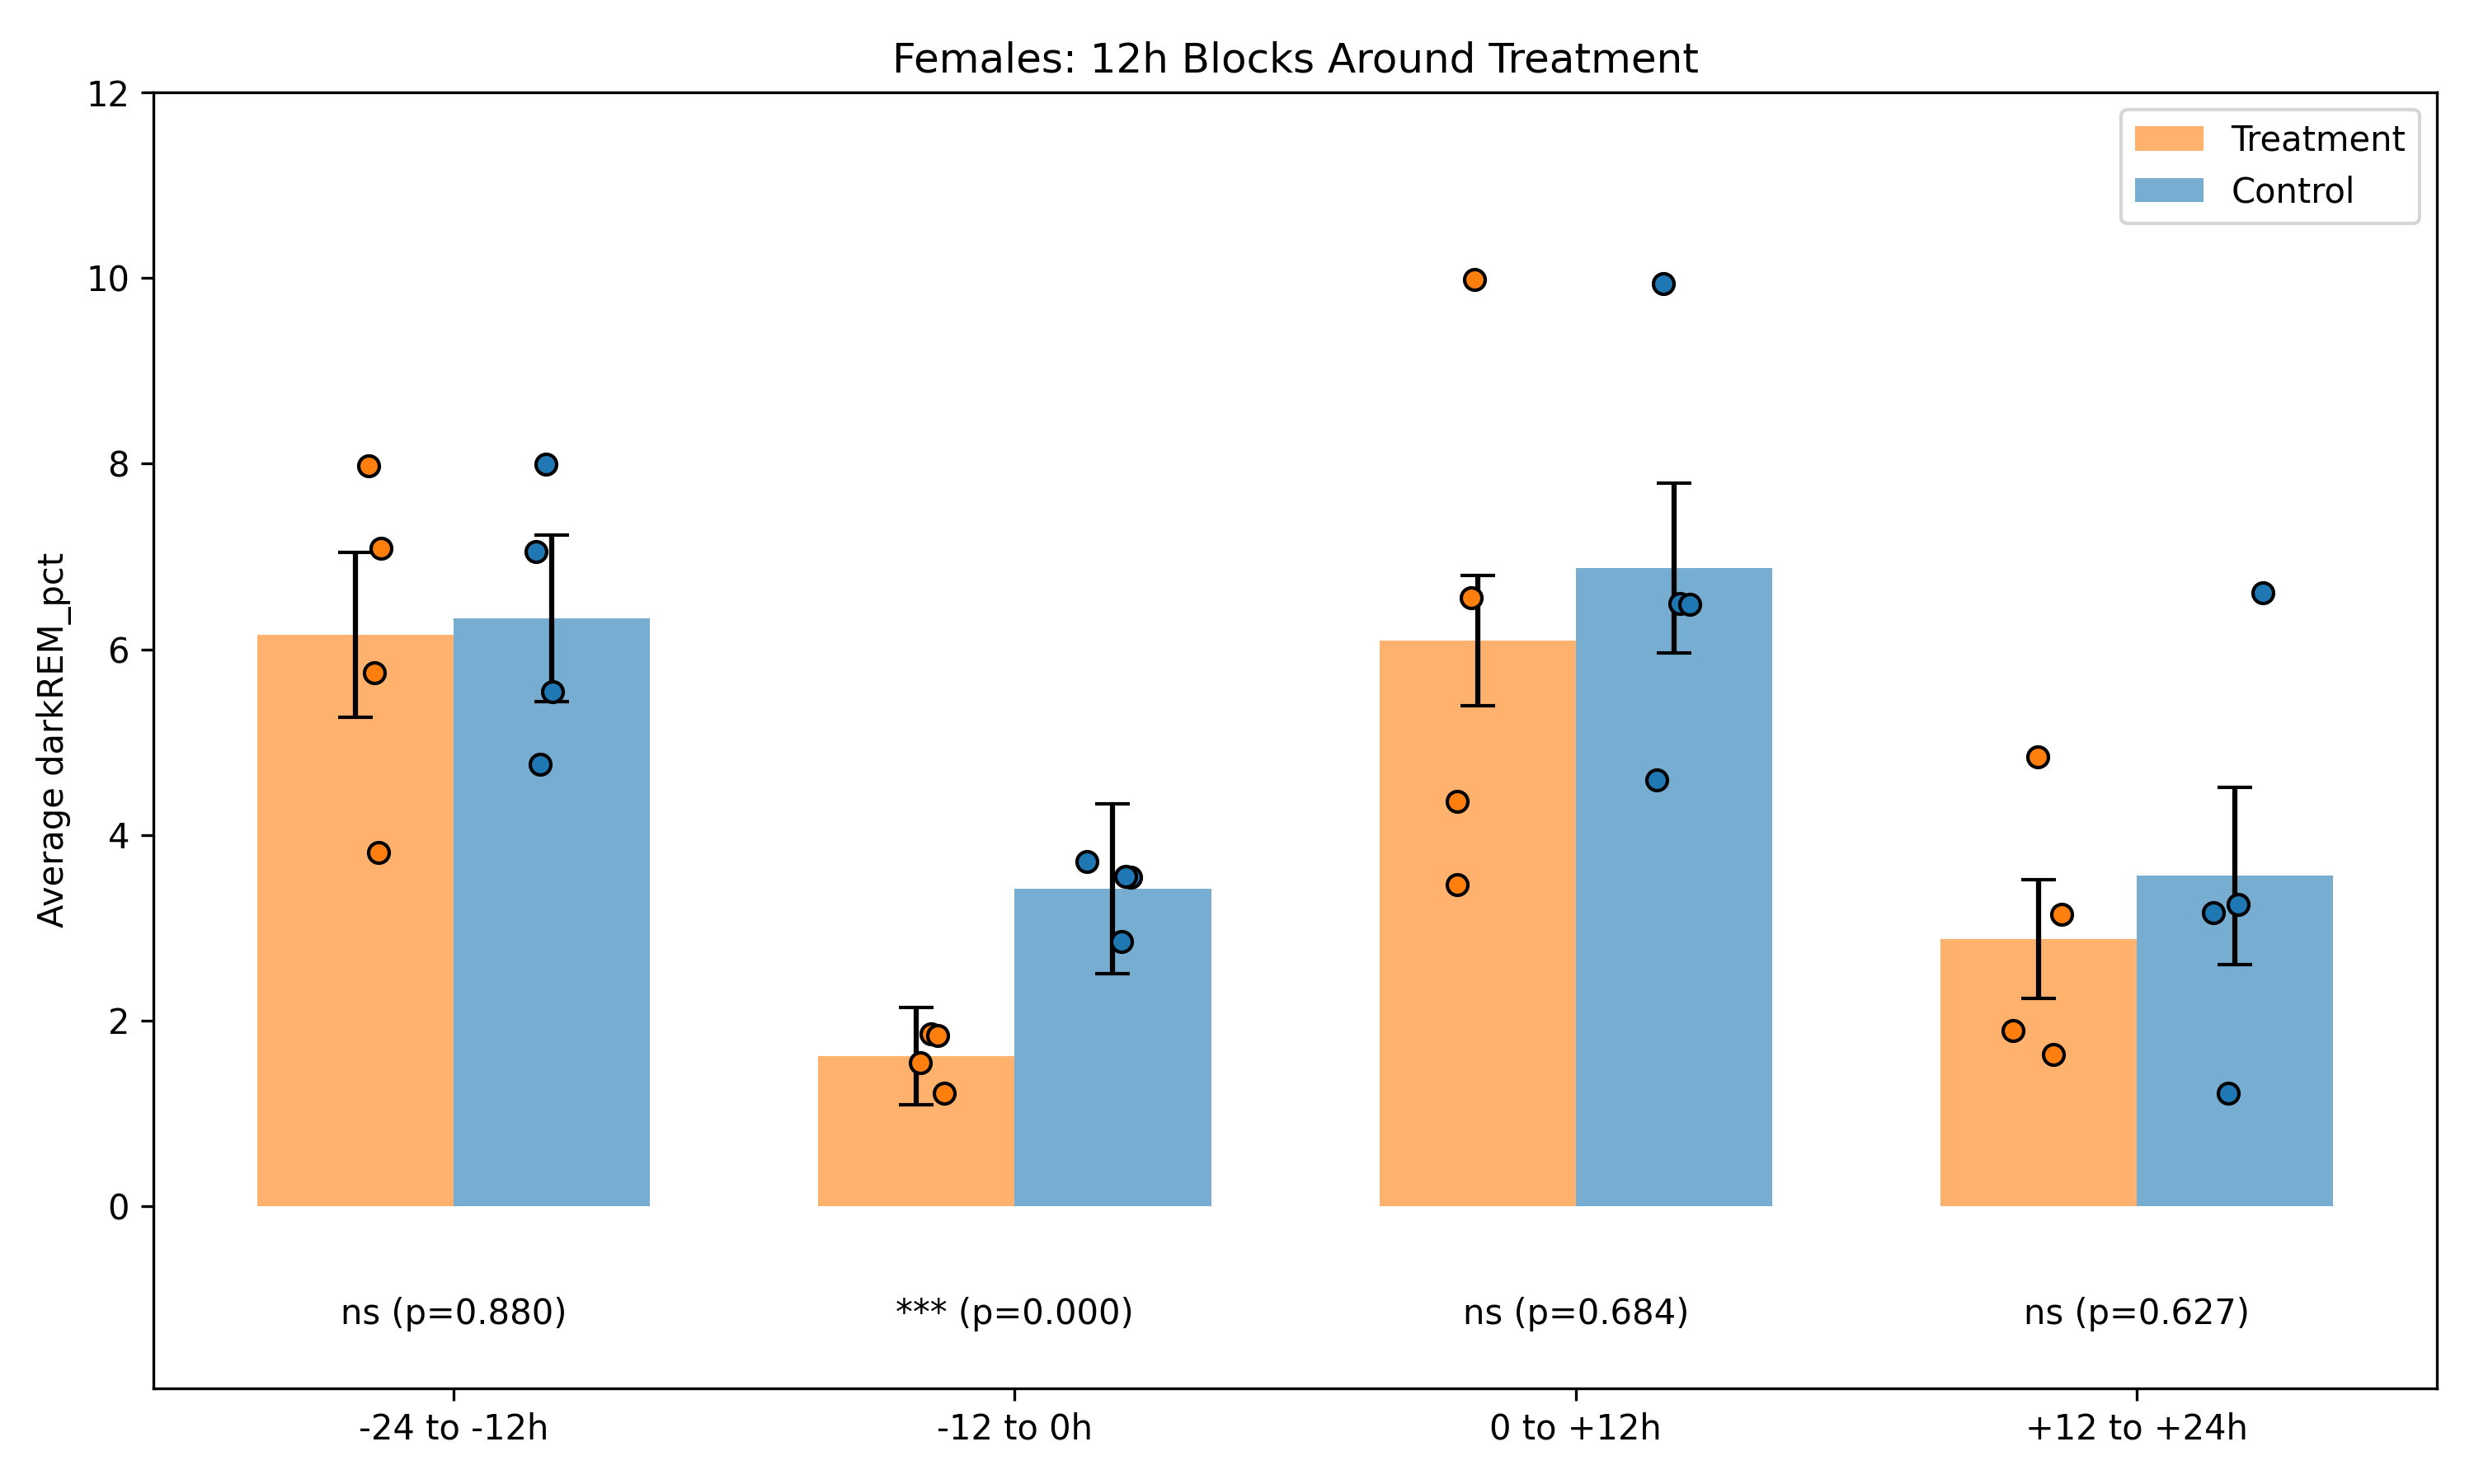 Females: 12h Blocks Around Treatment
Treatment
Control
Average darkREM_pct
12
10
8
6
4
2
0
ns (p=0.880)
*** (p=0.000)
ns (p=0.684)
ns (p=0.627)
-24 to -12h
-12 to 0h
0 to +12h
+12 to +24h